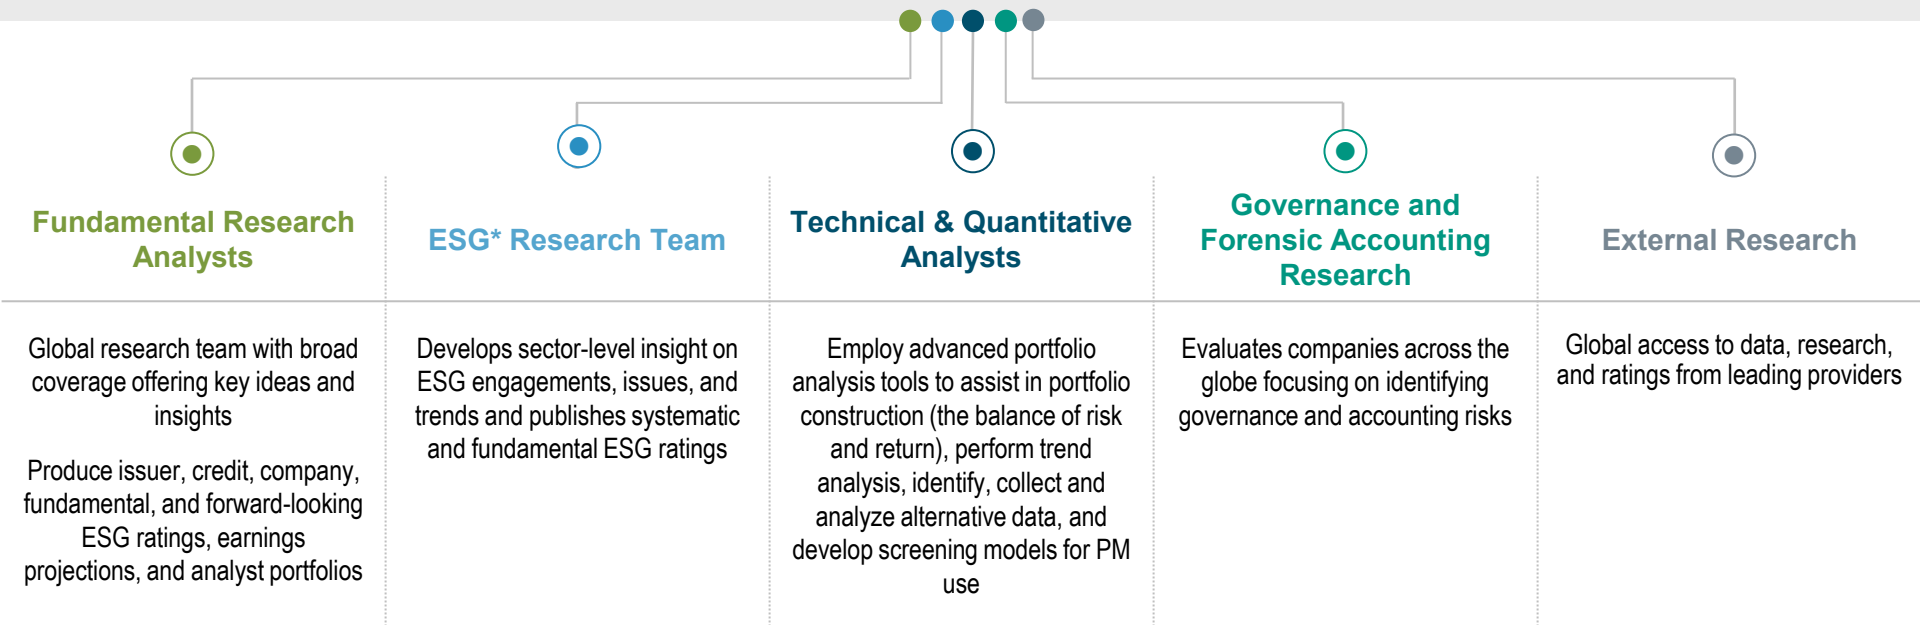 Fundamental Research
Analysts
ESG* Research Team
Technical & Quantitative
Analysts
Governance and
Forensic Accounting
Research
External Research
Global research team with broad
coverage offering key ideas and
insights
Produce issuer, credit, company,
fundamental, and forward-looking
ESG ratings, earnings
projections, and analyst portfolios
Develops sector-level insight on
ESG engagements, issues, and
trends and publishes systematic
and fundamental ESG ratings
Employ advanced portfolio
analysis tools to assist in portfolio
construction (the balance of risk
and return), perform trend
analysis, identify, collect and
analyze alternative data, and
develop screening models for PM
use
Evaluates companies across the
globe focusing on identifying
governance and accounting risks
Global access to data, research,
and ratings from leading providers